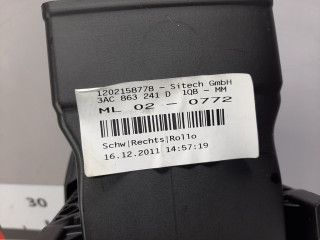 1202158778 - Sitech GmbH
3AC 863 241 D 1QB - MM
ML 02 - 0772
Schw|Rechts|Rollo
16.12.2011 14:57:19
30